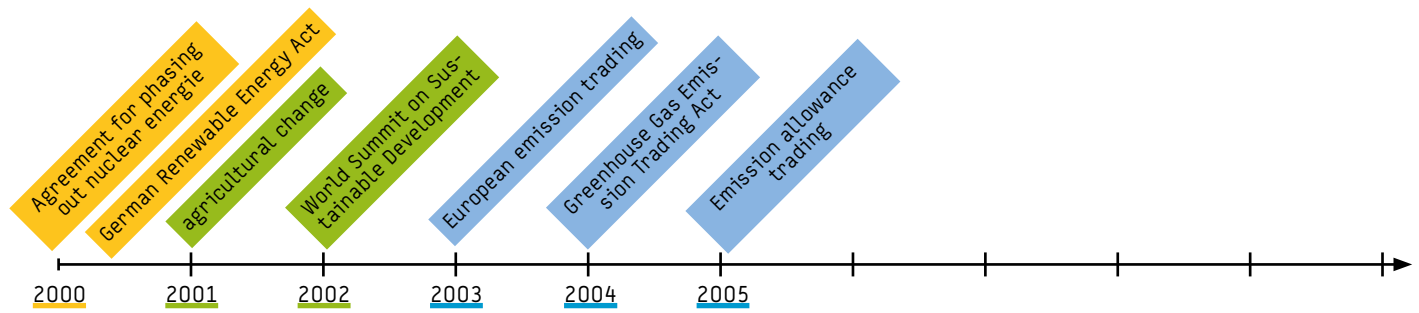 Agreement for phasing
out nuclear energie
German Renewable Energy Act
agricultural change
World Summit on Sus-
tainable Development
European emission trading
Greenhouse Gas Emis-
sion Trading Act
Emission allowance
trading
2000
2001
2002
2003
2004
2005